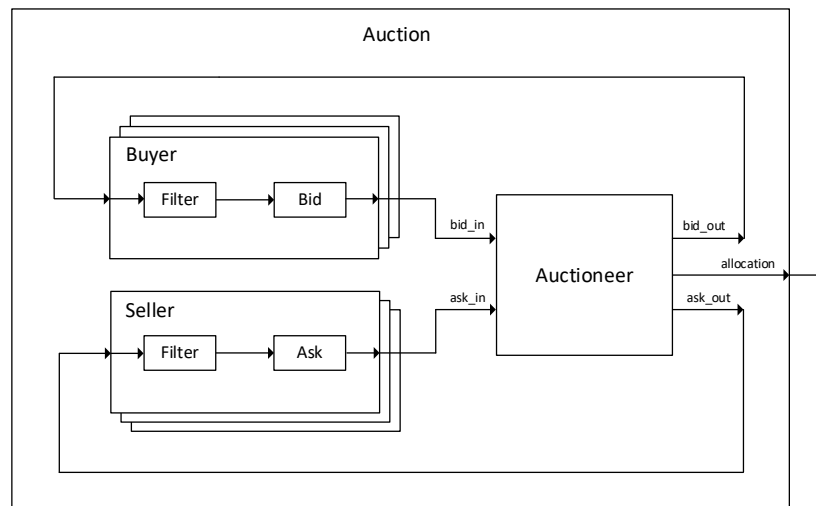 Auction
Buyer
Filter
Bid
bid_in
bid_out
Auctioneer
allocation
Seller
ask_in
ask_out
Filter
Ask